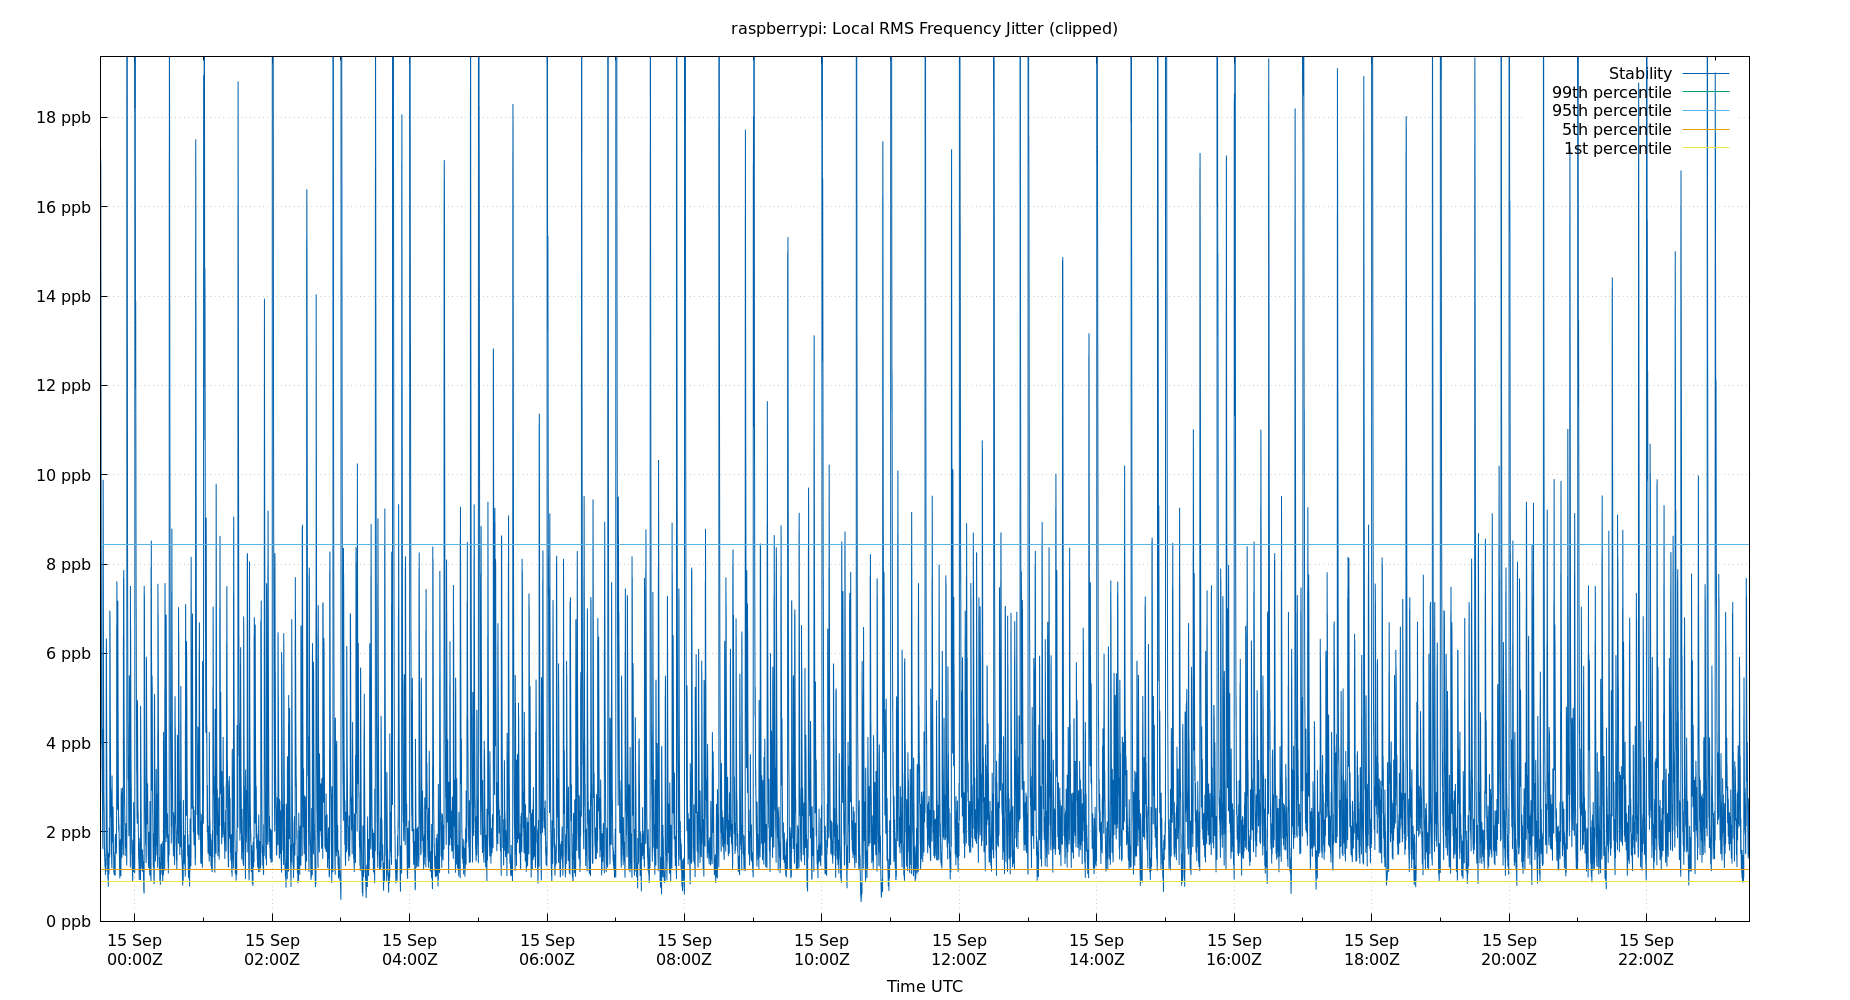 raspberrypi: Local RMS Frequency Jitter (clipped)
Stability
99th percentile
95th percentile
5th percentile
1st percentile
18 ppb
16 ppb
14 ppb
12 ppb
10 ppb
8 ppb
6 ppb
4 ppb
2 ppb
0 ppb
15 Sep 15 Sep 15 Sep 15 Sep 15 Sep 15 Sep 15 Sep 15 Sep 15 Sep 15 Sep 15 Sep 15 Sep
00:00Z 02:00Z 04:00Z 06:00Z 08:00Z 10:00Z 12:00Z 14:00Z 16:00Z 18:00Z 20:00Z 22:00Z
Time UTC